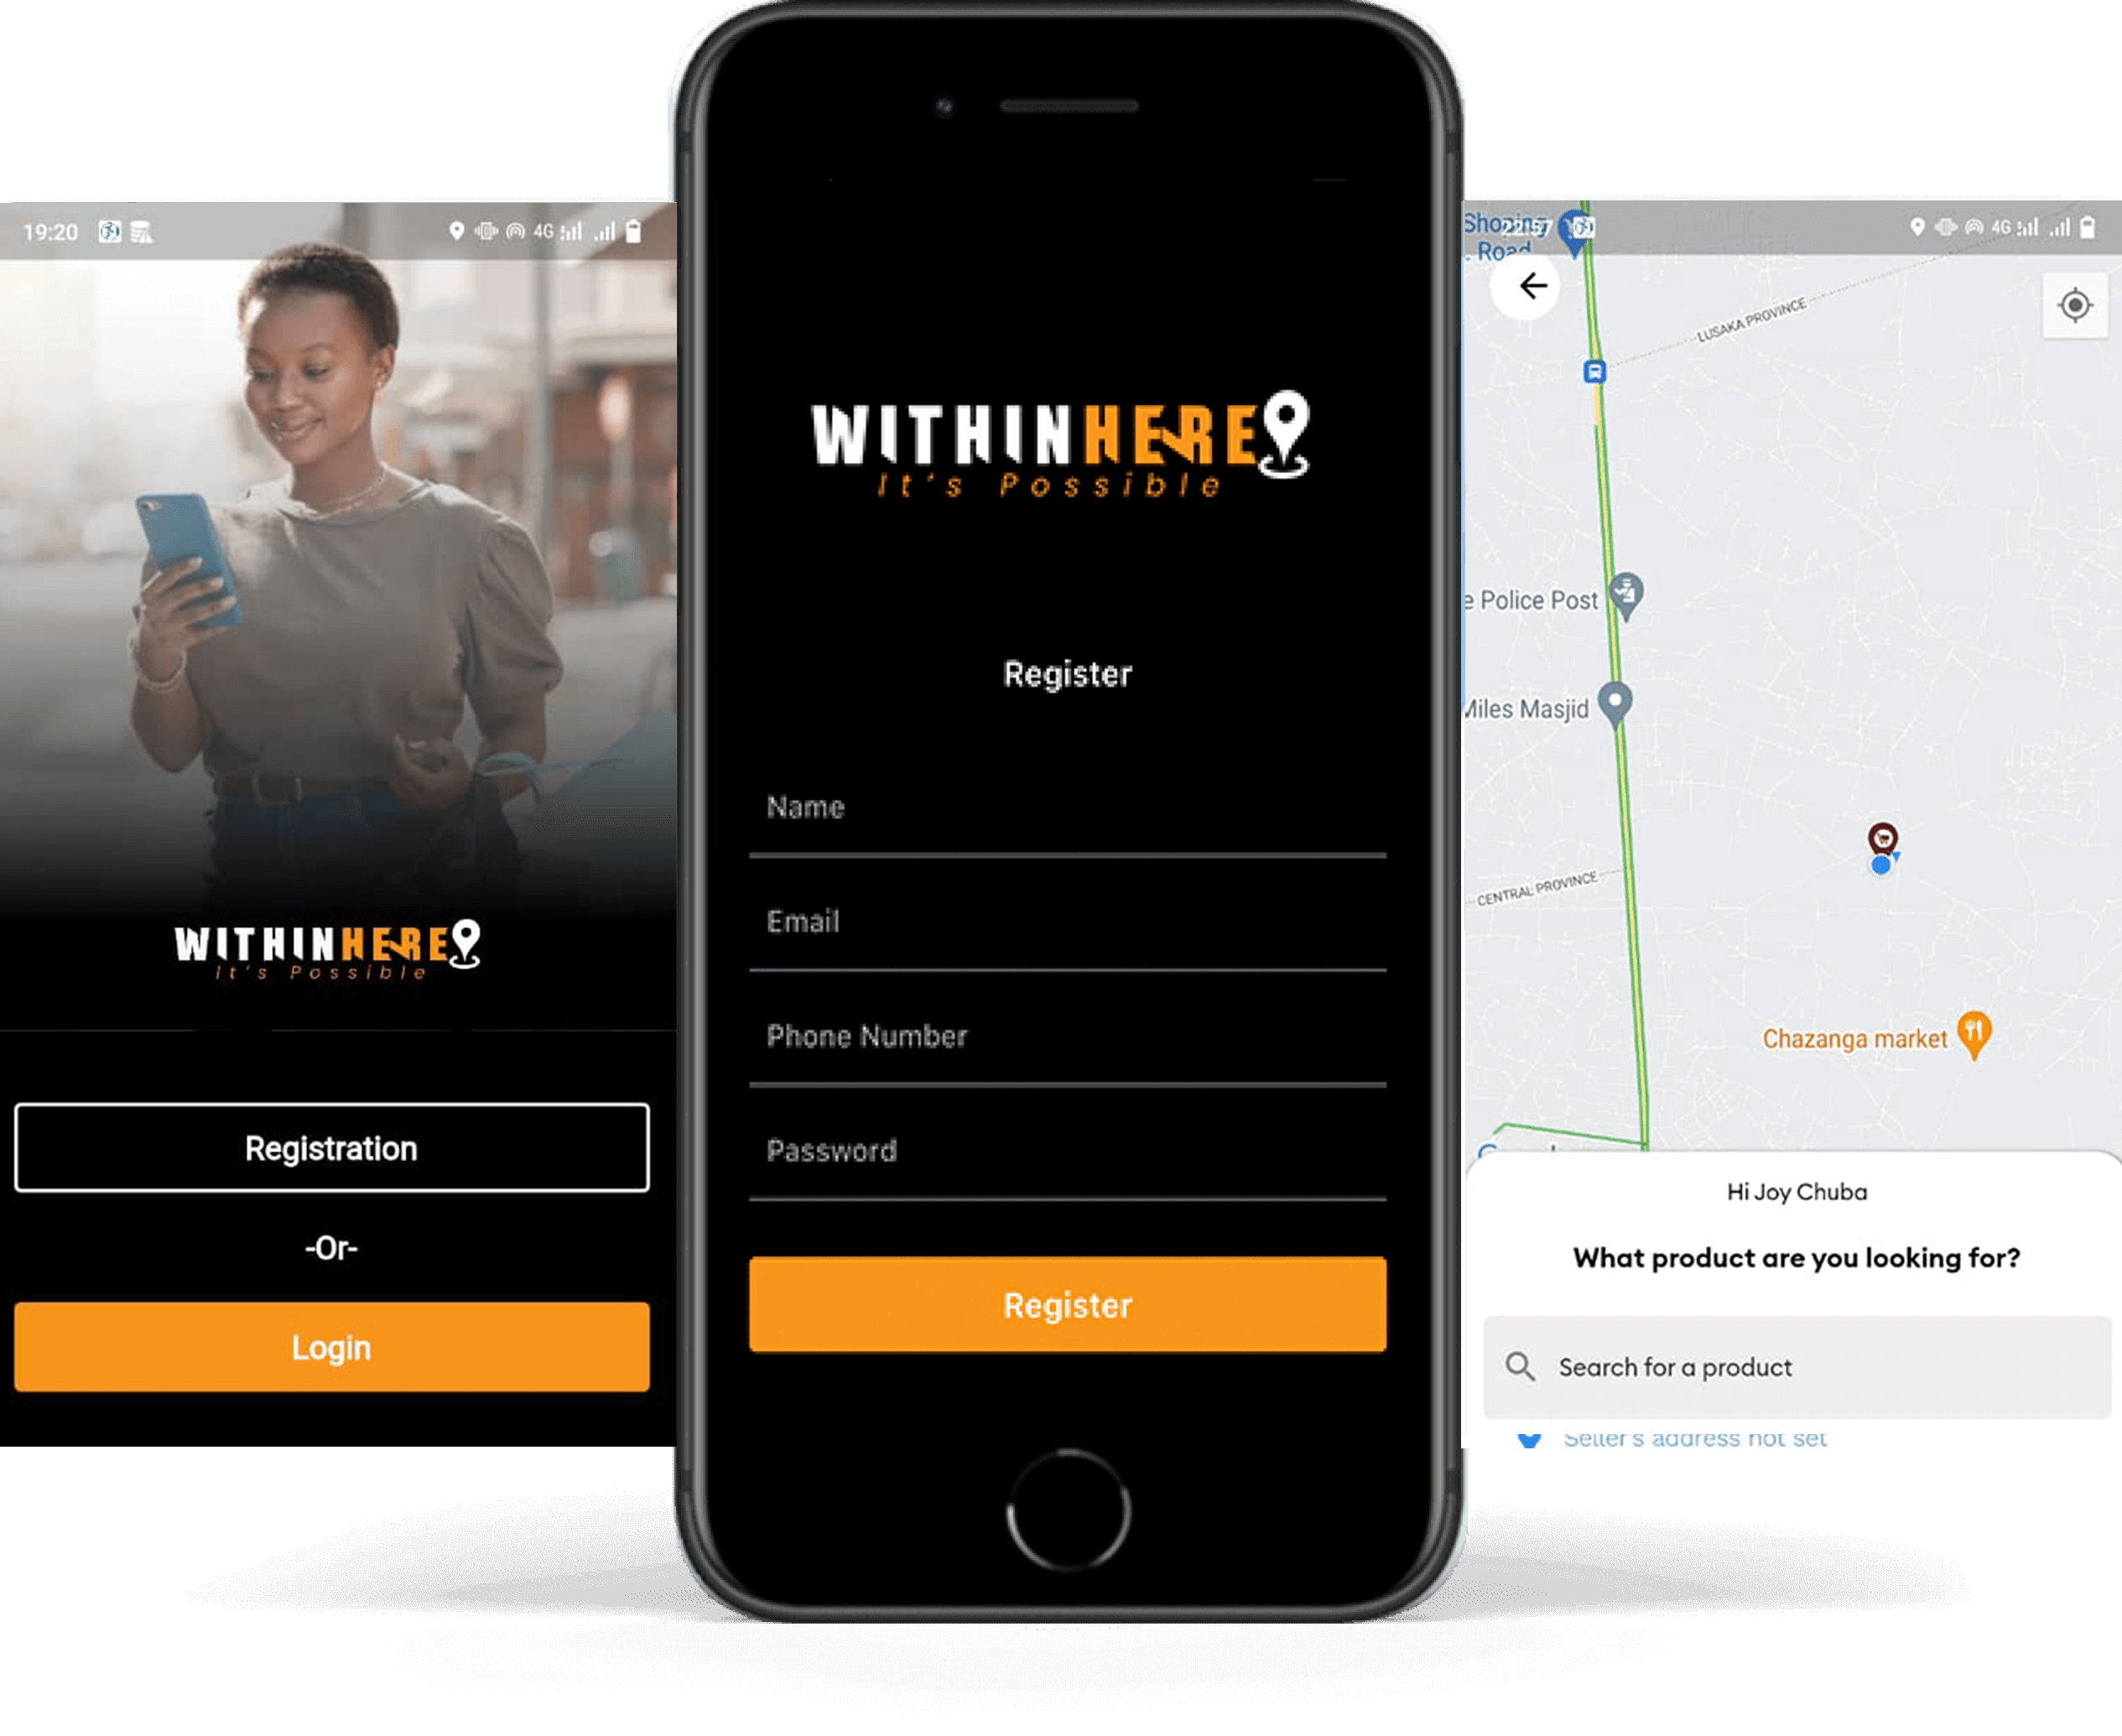 19:20
4G
WITHINHERE
It's Possible
Registration
-Or-
Login
WITHINHERE
It's Possible
Register
Name
Email
Phone Number
Password
Register
22:57
4G
Road
LUSAKA PROVINCE
e Police Post
Miles Masjid
CENTRAL PROVINCE
Chazanga market
Hi Joy Chuba
What product are you looking for?
Search for a product
Seller's address not set